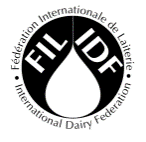 Fédération Internationale de Laiterie
FIL
IDF
International Dairy Federation